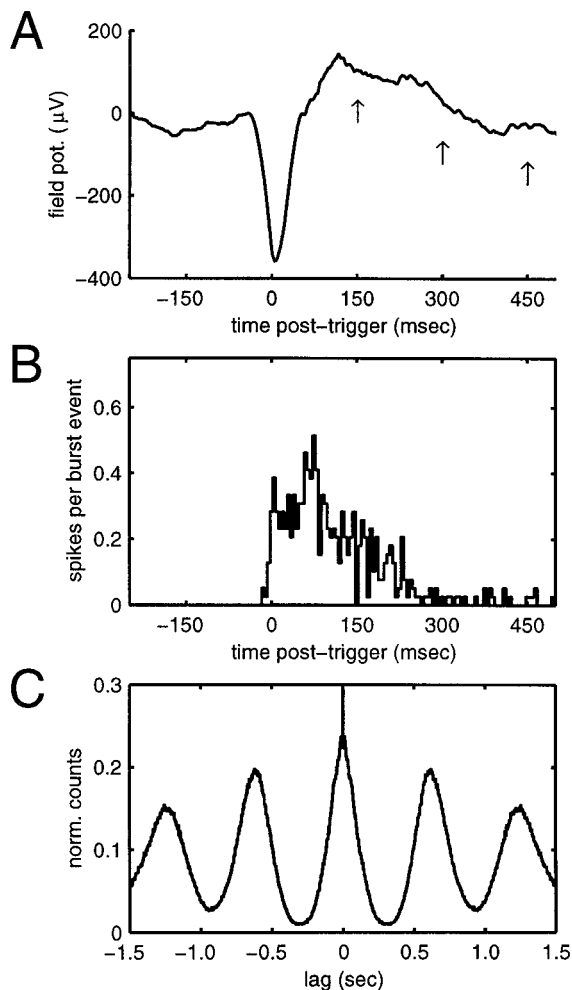 A
200
0
−200
−400
field pot. (μV)
−150 0 150 300 450
time post−trigger (msec)
B
0.6
0.4
0.2
0
spikes per burst event
−150 0 150 300 450
time post−trigger (msec)
C
0.3
0.2
0.1
0
norm. counts
−1.5 −1.0 −0.5 0 0.5 1.0 1.5
lag (sec)